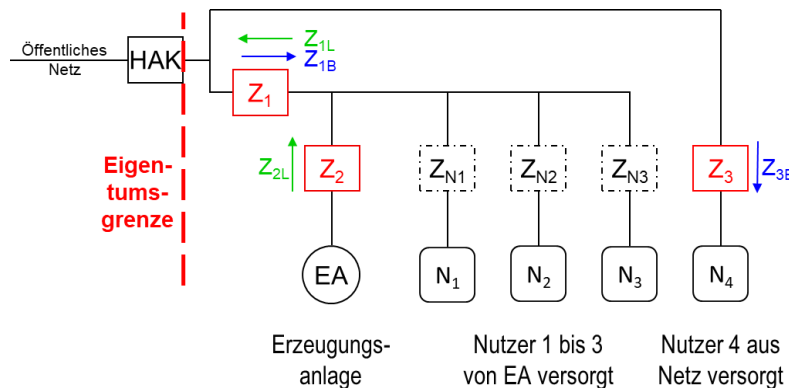 Öffentliches
Netz
HAK
Z1L
Z1B
Z1
Eigen-
tums-
grenze
Z2L
Z2
ZN1
ZN2
ZN3
Z3
Z3B
EA
N1
N2
N3
N4
Erzeugungs-
anlage
Nutzer 1 bis 3
von EA versorgt
Nutzer 4 aus
Netz versorgt